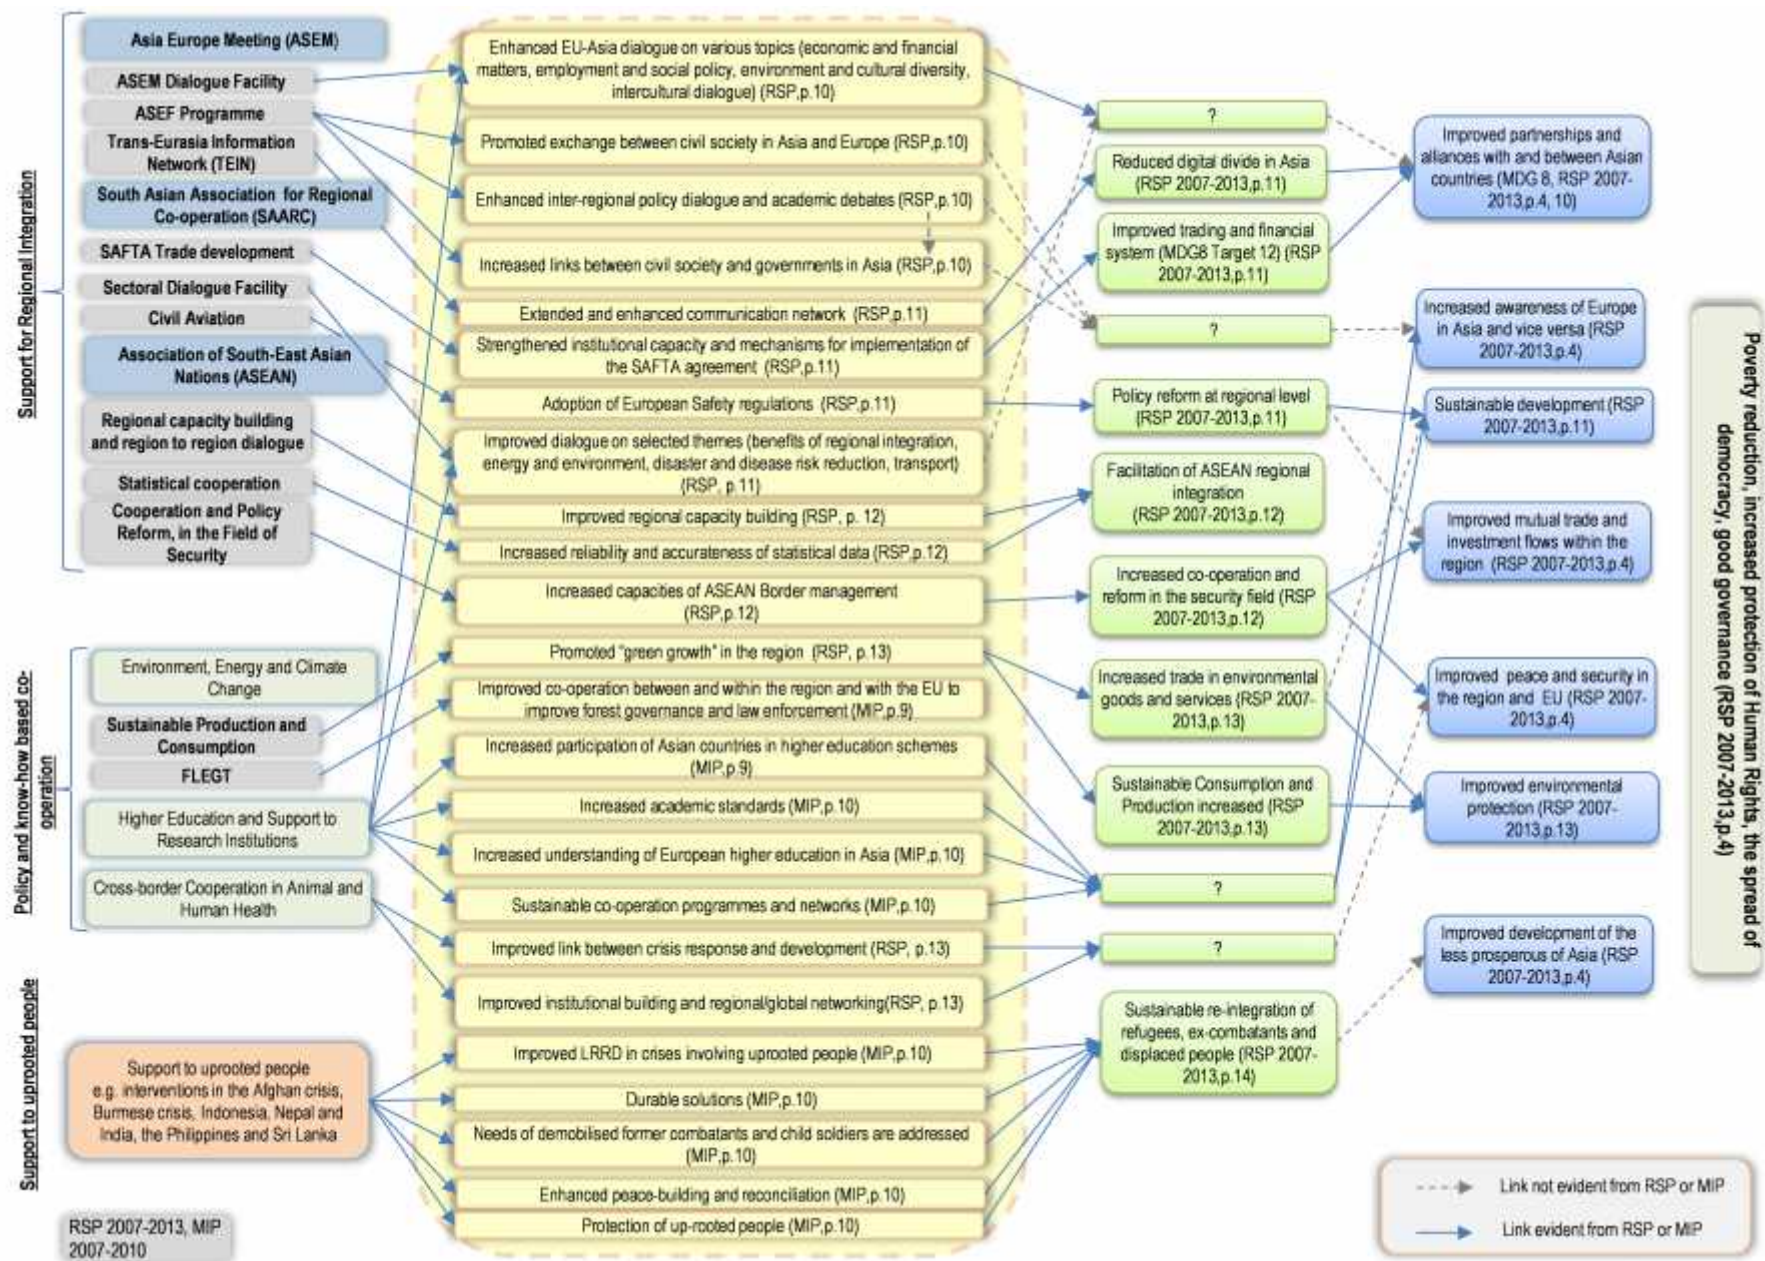 Support for Regional Integration
Asia Europe Meeting (ASEM)
ASEM Dialogue Facility
ASEF Programme
Trans-Eurasia Information
Network (TEIN)
South Asian Association for Regional
Co-operation (SAARC)
SAFTA Trade development
Sectoral Dialogue Facility
Civil Aviation
Association of South-East Asian
Nations (ASEAN)
Regional capacity building
and region to region dialogue
Statistical cooperation
Cooperation and Policy
Reform, in the Field of
Security
Policy and know-how based co-
operation
Environment, Energy and Climate
Change
Sustainable Production and
Consumption
FLEGT
Higher Education and Support to
Research Institutions
Cross-border Cooperation in Animal and
Human Health
Support to uprooted people
Support to uprooted people
e.g. interventions in the Afghan crisis,
Burmese crisis, Indonesia, Nepal and
India, the Philippines and Sri Lanka
RSP 2007-2013, MIP
2007-2010
Enhanced EU-Asia dialogue on various topics (economic and financial
matters, employment and social policy, environment and cultural diversity,
intercultural dialogue) (RSP,p.10)
Promoted exchange between civil society in Asia and Europe (RSP,p.10)
Enhanced inter-regional policy dialogue and academic debates (RSP,p.10)
Increased links between civil society and governments in Asia (RSP,p.10)
Extended and enhanced communication network (RSP,p.11)
Strengthened institutional capacity and mechanisms for implementation of
the SAFTA agreement (RSP,p.11)
Adoption of European Safety regulations (RSP,p.11)
Improved dialogue on selected themes (benefits of regional integration,
energy and environment, disaster and disease risk reduction, transport)
(RSP, p.11)
Improved regional capacity building (RSP, p. 12)
Increased reliability and accurateness of statistical data (RSP,p.12)
Increased capacities of ASEAN Border management
(RSP,p.12)
Promoted "green growth" in the region (RSP, p.13)
Improved co-operation between and within the region and with the EU to
improve forest governance and law enforcement (MIP,p.9)
Increased participation of Asian countries in higher education schemes
(MIP,p.9)
Increased academic standards (MIP,p.10)
Increased understanding of European higher education in Asia (MIP,p.10)
Sustainable co-operation programmes and networks (MIP,p.10)
Improved link between crisis response and development (RSP, p.13)
Improved institutional building and regional/global networking(RSP, p.13)
Improved LRRD in crises involving uprooted people (MIP,p.10)
Durable solutions (MIP,p.10)
Needs of demobilised former combatants and child soldiers are addressed
(MIP,p.10)
Enhanced peace-building and reconciliation (MIP,p.10)
Protection of up-rooted people (MIP,p.10)
?
Reduced digital divide in Asia
(RSP 2007-2013,p.11)
Improved trading and financial
system (MDG8 Target 12) (RSP
2007-2013,p.11)
?
Policy reform at regional level
(RSP 2007-2013,p.11)
Facilitation of ASEAN regional
integration
(RSP 2007-2013,p.12)
Increased co-operation and
reform in the security field (RSP
2007-2013,p.12)
Increased trade in environmental
goods and services (RSP 2007-
2013,p.13)
Sustainable Consumption and
Production increased (RSP
2007-2013,p.13)
?
?
Sustainable re-integration of
refugees, ex-combatants and
displaced people (RSP 2007-
2013,p.14)
Improved partnerships and
alliances with and between Asian
countries (MDG 8, RSP 2007-
2013,p.4, 10)
Increased awareness of Europe
in Asia and vice versa (RSP
2007-2013,p.4)
Sustainable development (RSP
2007-2013,p.11)
Improved mutual trade and
investment flows within the
region (RSP 2007-2013,p.4)
Improved peace and security in
the region and EU (RSP 2007-
2013,p.4)
Improved environmental
protection (RSP 2007-
2013,p.13)
Improved development of the
less prosperous of Asia (RSP
2007-2013,p.4)
Poverty reduction, increased protection of Human Rights, the spread of
democracy, good governance (RSP 2007-2013,p.4)
Link not evident from RSP or MIP
Link evident from RSP or MIP